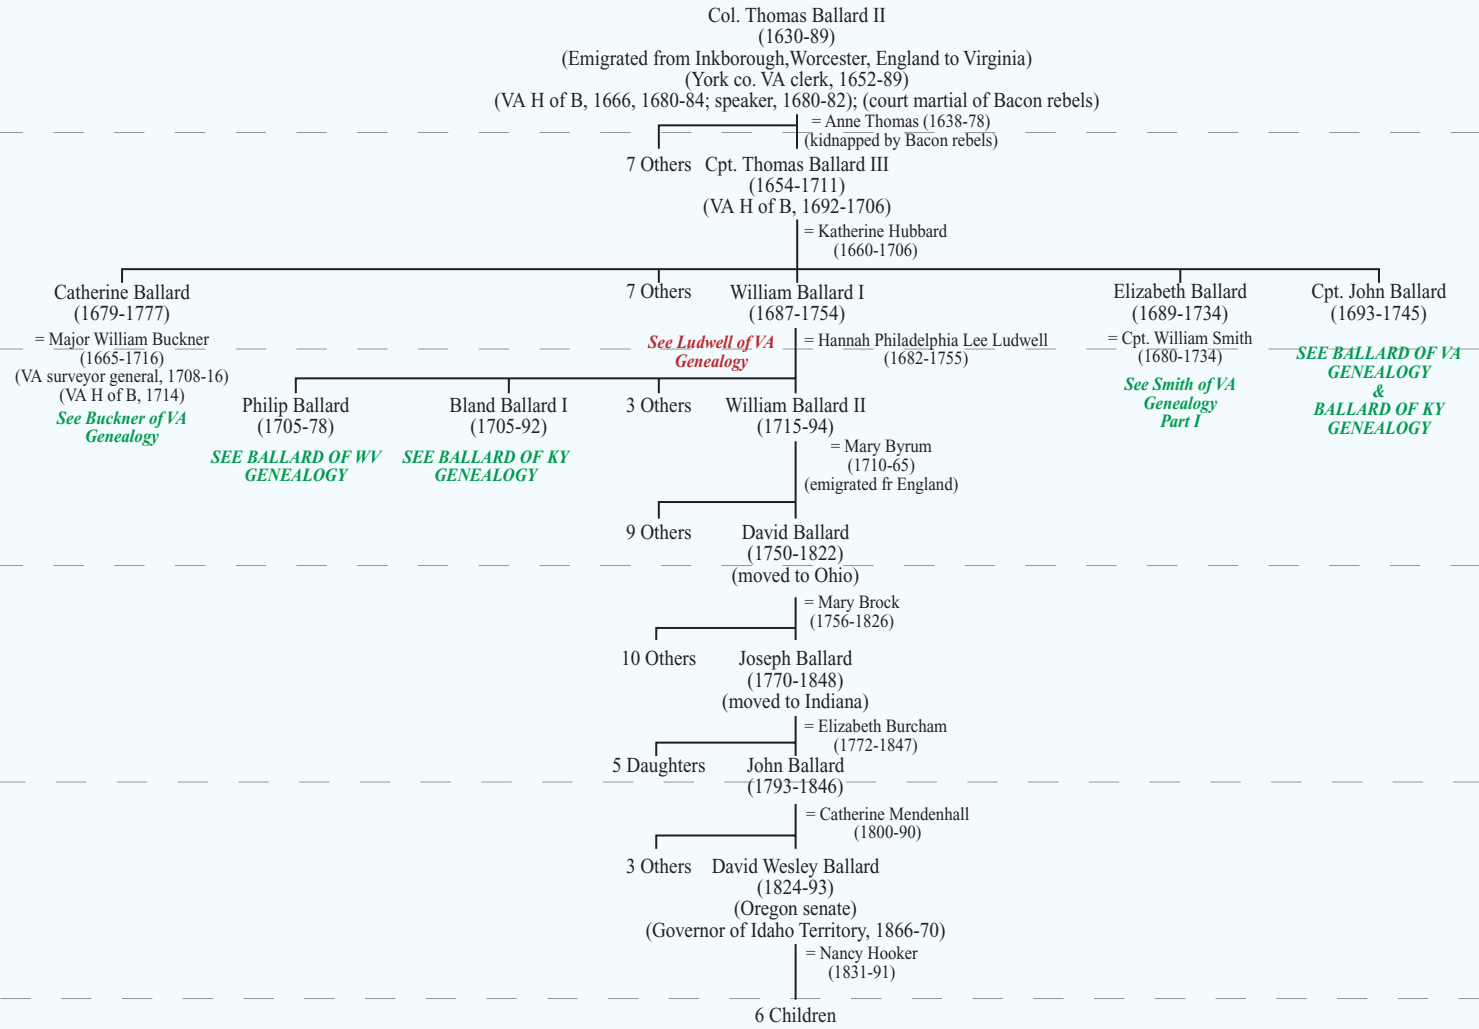 Col. Thomas Ballard II
(1630-89)
(Emigrated from Inkborough,Worcester, England to Virginia)
(York co. VA clerk, 1652-89)
(VA H of B, 1666, 1680-84; speaker, 1680-82); (court martial of Bacon rebels)
= Anne Thomas (1638-78)
(kidnapped by Bacon rebels)
7 Others
Cpt. Thomas Ballard III
(1654-1711)
(VA H of B, 1692-1706)
= Katherine Hubbard
(1660-1706)
Catherine Ballard
(1679-1777)
= Major William Buckner
(1665-1716)
(VA surveyor general, 1708-16)
(VA H of B, 1714)
See Buckner of VA
Genealogy
7 Others
William Ballard I
(1687-1754)
See Ludwell of VA
Genealogy
= Hannah Philadelphia Lee Ludwell
(1682-1755)
Elizabeth Ballard
(1689-1734)
= Cpt. William Smith
(1680-1734)
See Smith of VA
Genealogy
Part I
Cpt. John Ballard
(1693-1745)
SEE BALLARD OF VA
GENEALOGY
&
BALLARD OF KY
GENEALOGY
Philip Ballard
(1705-78)
SEE BALLARD OF WV
GENEALOGY
Bland Ballard I
(1705-92)
SEE BALLARD OF KY
GENEALOGY
3 Others
William Ballard II
(1715-94)
= Mary Byrum
(1710-65)
(emigrated fr England)
9 Others
David Ballard
(1750-1822)
(moved to Ohio)
= Mary Brock
(1756-1826)
10 Others
Joseph Ballard
(1770-1848)
(moved to Indiana)
= Elizabeth Burcham
(1772-1847)
5 Daughters
John Ballard
(1793-1846)
= Catherine Mendenhall
(1800-90)
3 Others
David Wesley Ballard
(1824-93)
(Oregon senate)
(Governor of Idaho Territory, 1866-70)
= Nancy Hooker
(1831-91)
6 Children